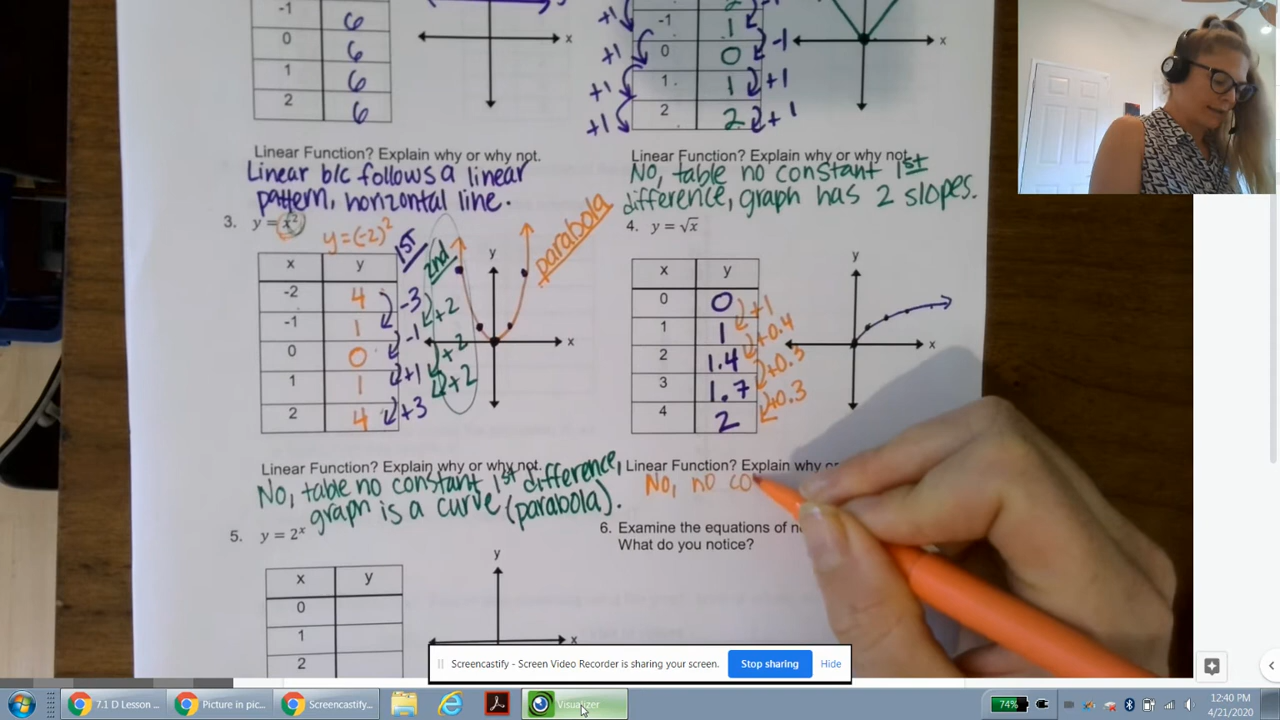 -1 6
0 6
1 6
2 6
x
+1
-1 1
+1 0 -1
+1 1 1 +1
+1 2 2 +1
x
Linear Function? Explain why or why not.
Linear b/c follows a linear
pattern, horizontal line.
Linear Function? Explain why or why not.
No, table no constant 1st
difference, graph has 2 slopes.
3. y = x²
y=(-2)²
1ST
2nd
x y
-2 4
-1 1
0 0
1 1
2 4
-3
-1
+1
+3
+2
+2
+2
y
x
parabola
4. y = √x
x y
0 0
1 1
2 1.4
3 1.7
4 2
+1
+0.4
+0.3
+0.3
y
x
Linear Function? Explain why or why not.
No, table no constant 1st difference,
graph is a curve (parabola).
Linear Function? Explain why
No, no co
5. y = 2ˣ
x y
0
1
2
y
x
6. Examine the equations of
What do you notice?
Screencastify - Screen Video Recorder is sharing your screen.
Stop sharing
Hide
7.1 D Lesson ...
Picture in pic...
Screencastify...
Visualizer
74%
12:40 PM
4/21/2020